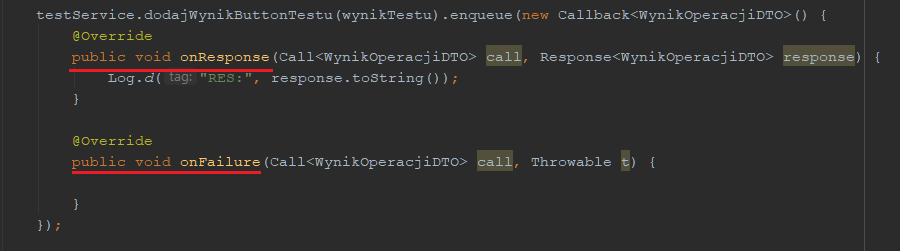 testService.dodajWynikButtonTestu(wynikTestu).enqueue(new Callback<WynikOperacjiDTO>() {
@Override
public void onResponse(Call<WynikOperacjiDTO> call, Response<WynikOperacjiDTO> response) {
Log.d( tag: "RES:", response.toString());
}
@Override
public void onFailure(Call<WynikOperacjiDTO> call, Throwable t) {
}
});